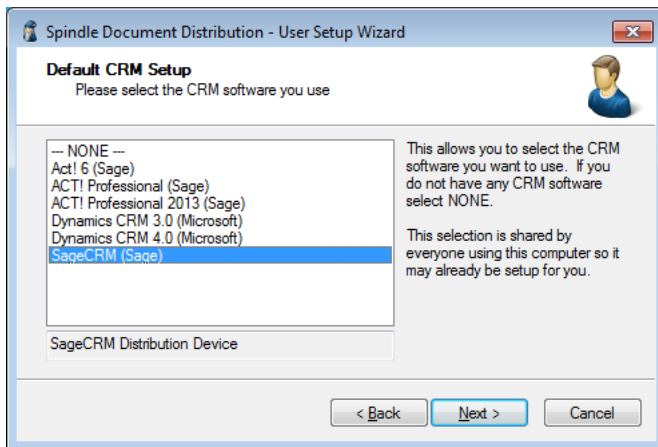 Spindle Document Distribution - User Setup Wizard
Default CRM Setup
Please select the CRM software you use
--- NONE ---
Act! 6 (Sage)
ACT! Professional (Sage)
ACT! Professional 2013 (Sage)
Dynamics CRM 3.0 (Microsoft)
Dynamics CRM 4.0 (Microsoft)
SageCRM (Sage)
SageCRM Distribution Device
This allows you to select the CRM
software you want to use. If you
do not have any CRM software
select NONE.
This selection is shared by
everyone using this computer so it
may already be setup for you.
< Back
Next >
Cancel